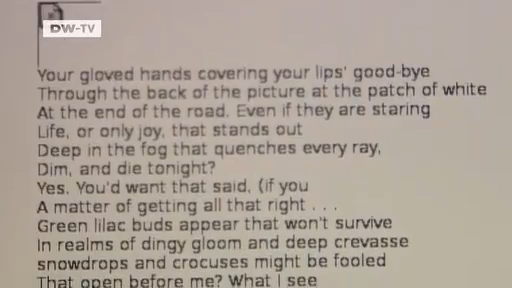 DW-TV
Your gloved hands covering your lips' good-bye
Through the back of the picture at the patch of white
At the end of the road. Even if they are staring
Life, or only joy, that stands out
Deep in the fog that quenches every ray,
Dim, and die tonight?
Yes. You'd want that said, (if you
A matter of getting all that right . . .
Green lilac buds appear that won't survive
In realms of dingy gloom and deep crevasse
snowdrops and crocuses might be fooled
That open before me? What I see